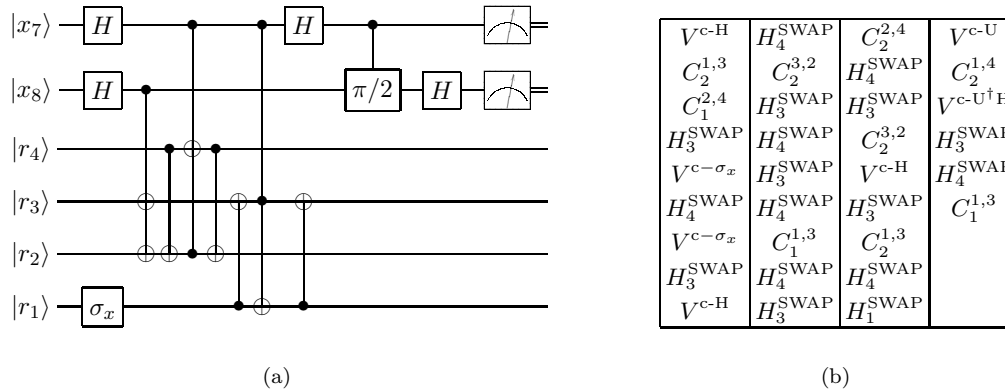 |x₇⟩ H H
|x₈⟩ H π/2 H
|r₄⟩
|r₃⟩
|r₂⟩
|r₁⟩ σₓ
(a)
V^{c-H} H_4^{SWAP} C_2^{2,4} V^{c-U}
C_2^{1,3} C_2^{3,2} H_4^{SWAP} C_2^{1,4}
C_1^{2,4} H_3^{SWAP} H_3^{SWAP} V^{c-U^†H}
H_3^{SWAP} H_4^{SWAP} C_2^{3,2} H_3^{SWAP}
V^{c-σ_x} H_3^{SWAP} V^{c-H} H_4^{SWAP}
H_4^{SWAP} H_4^{SWAP} H_3^{SWAP} C_1^{1,3}
V^{c-σ_x} C_1^{1,3} C_2^{1,3}
H_3^{SWAP} H_4^{SWAP} H_4^{SWAP}
V^{c-H} H_3^{SWAP} H_1^{SWAP}
(b)